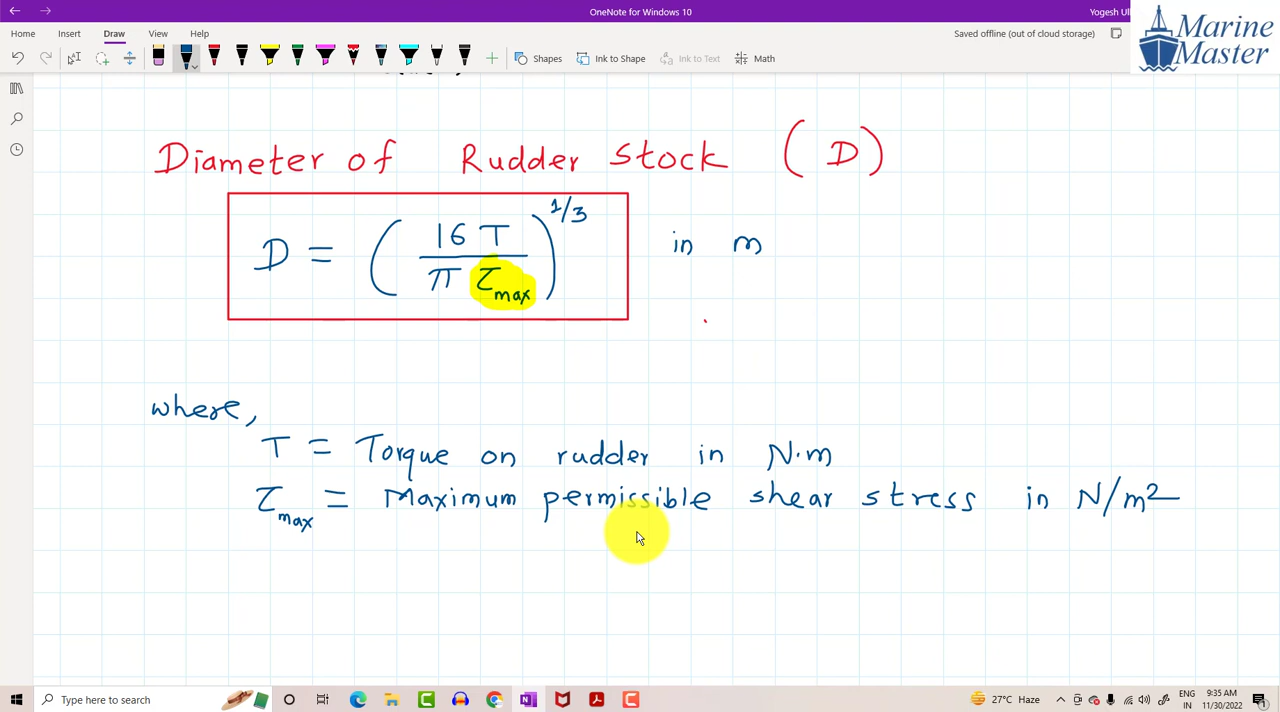 OneNote for Windows 10
Yogesh Ull
Home Insert Draw View Help
Saved offline (out of cloud storage)
Marine Master
Shapes Ink to Shape Ink to Text Math
Diameter of Rudder Stock (D)
D = (16 T / π τmax)^1/3 in m
where,
T = Torque on rudder in N·m
τmax = Maximum permissible shear stress in N/m²
Type here to search
27°C Haze
ENG IN
9:35 AM
11/30/2022